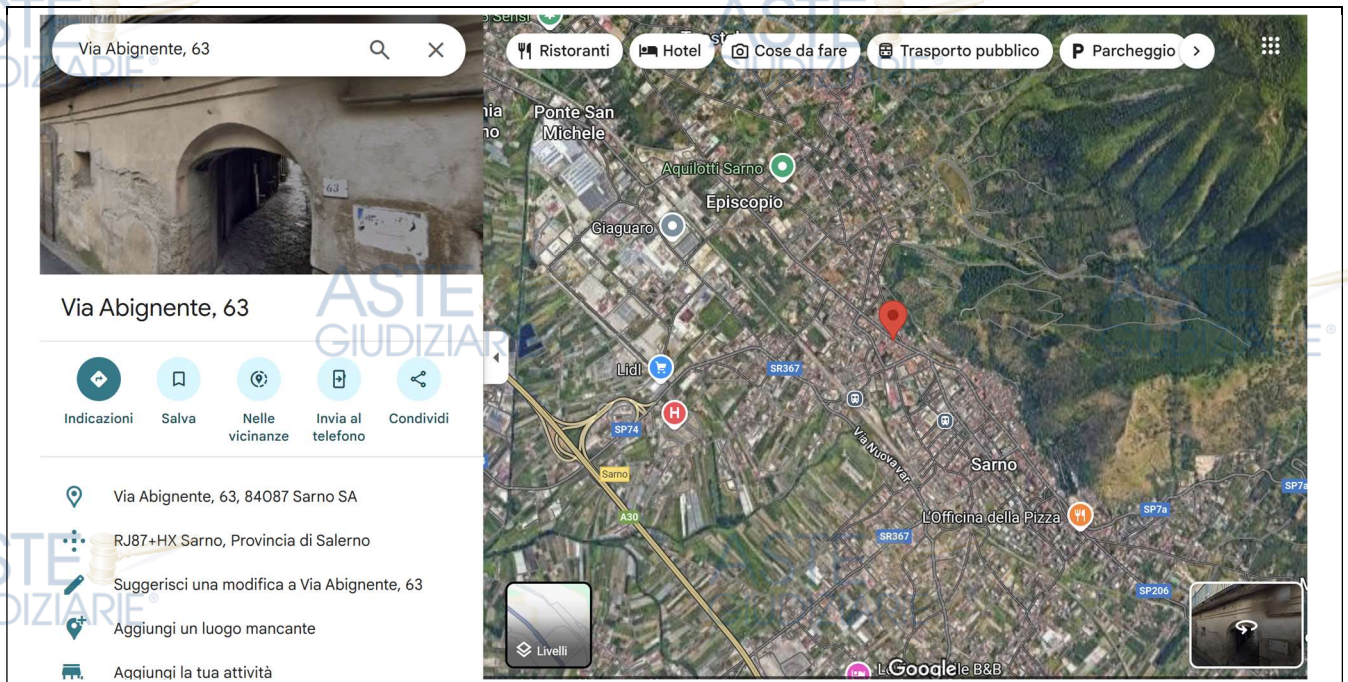 Via Abignente, 63
63
Via Abignente, 63
Indicazioni
Salva
Nelle
vicinanze
Invia al
telefono
Condividi
Via Abignente, 63, 84087 Sarno SA
RJ87+HX Sarno, Provincia di Salerno
Suggerisci una modifica a Via Abignente, 63
Aggiungi un luogo mancante
Aggiungi la tua attività
Ristoranti
Hotel
Cose da fare
Trasporto pubblico
P Parcheggio
Ponte San
Michele
Aquilotti Sarno
Episcopio
Giaguaro
Lidl
H
SR367
SP74
Sarno
A30
Via Nuova var.
Sarno
SP7a
L'Officina della Pizza
SP7a
SR367
SP206
Livelli
Google
B&B
ASTE
GIUDIZIARIE®